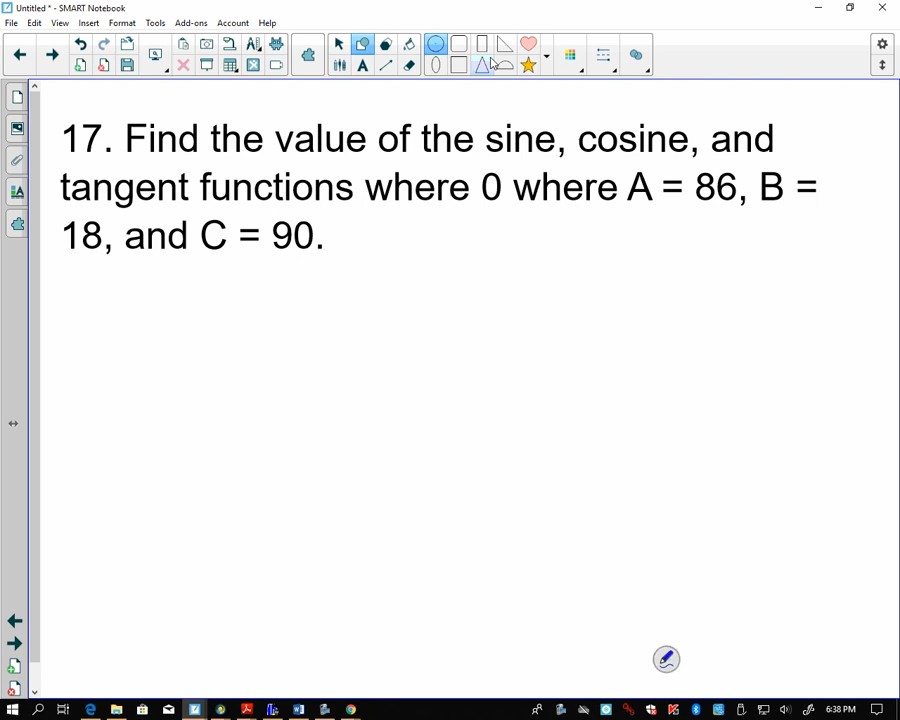 Untitled * - SMART Notebook
File Edit View Insert Format Tools Add-ons Account Help
17. Find the value of the sine, cosine, and
tangent functions where 0 where A = 86, B =
18, and C = 90.
6:38 PM